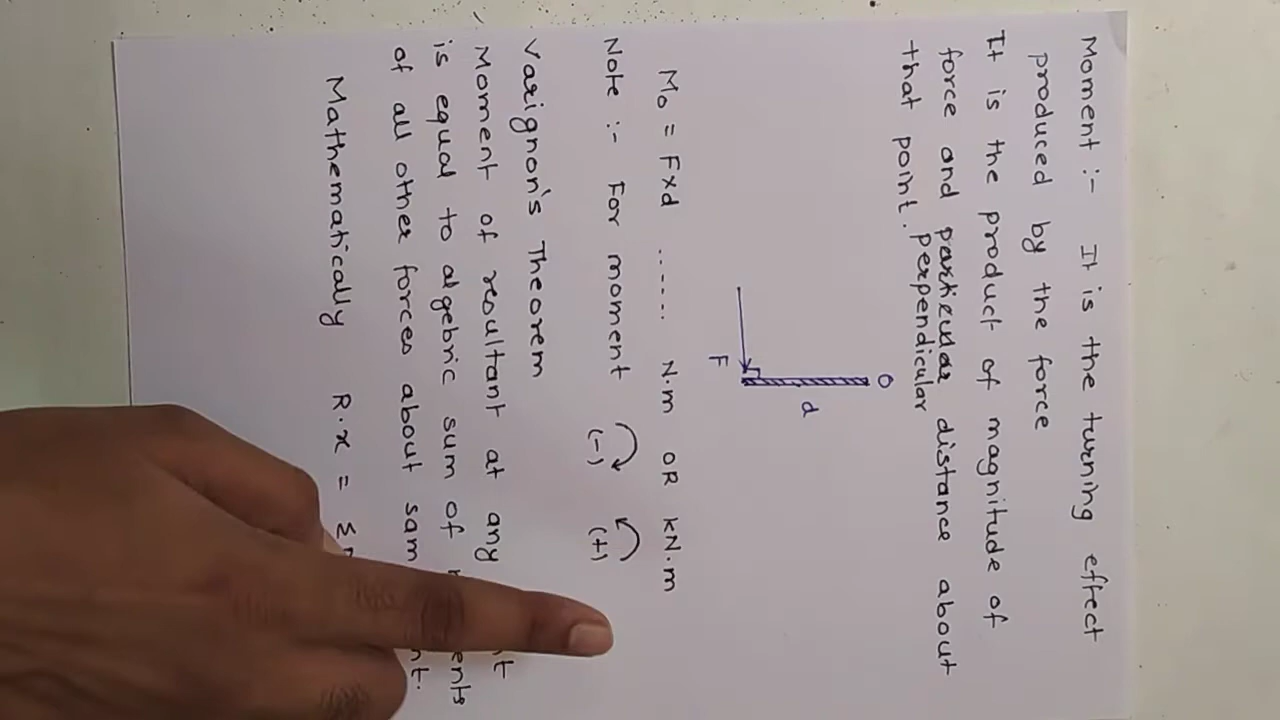 Moment :- It is the turning effect
produced by the force
It is the product of magnitude of
force and particular distance about
perpendicular
that point.
O
d
F
Mo = F×d ..... N.m OR kN.m
Note :- For moment (-) (+)
Varignon's Theorem
Moment of resultant at any
is equal to algebric sum of
of all other forces about
Mathematically R.x = Σ